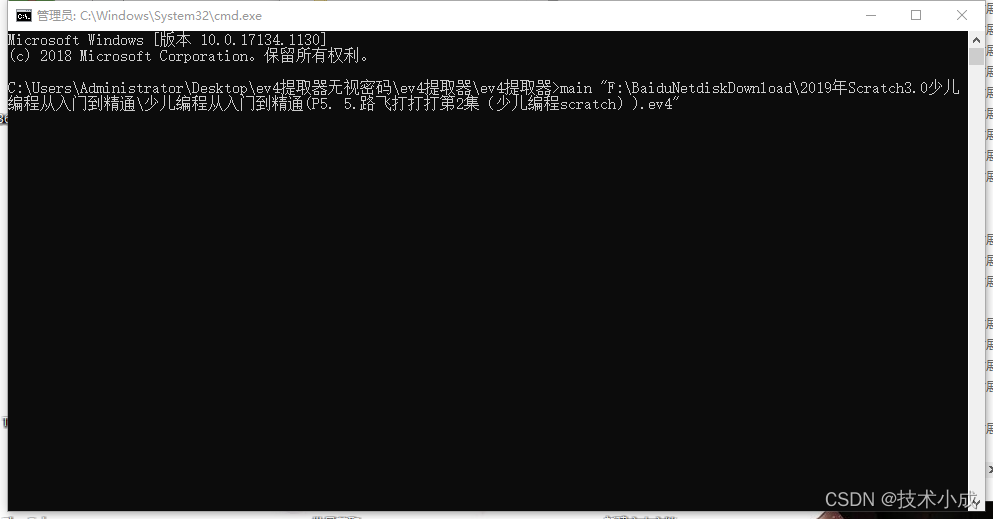 管理员: C:\Windows\System32\cmd.exe
Microsoft Windows [版本 10.0.17134.1130]
(c) 2018 Microsoft Corporation。保留所有权利。
C:\Users\Administrator\Desktop\ev4提取器无视密码\ev4提取器\ev4提取器>main "F:\BaiduNetdiskDownload\2019年Scratch3.0少儿
编程从入门到精通\少儿编程从入门到精通(P5. 5.路飞打打打第2集（少儿编程scratch）).ev4"
CSDN @技术小成